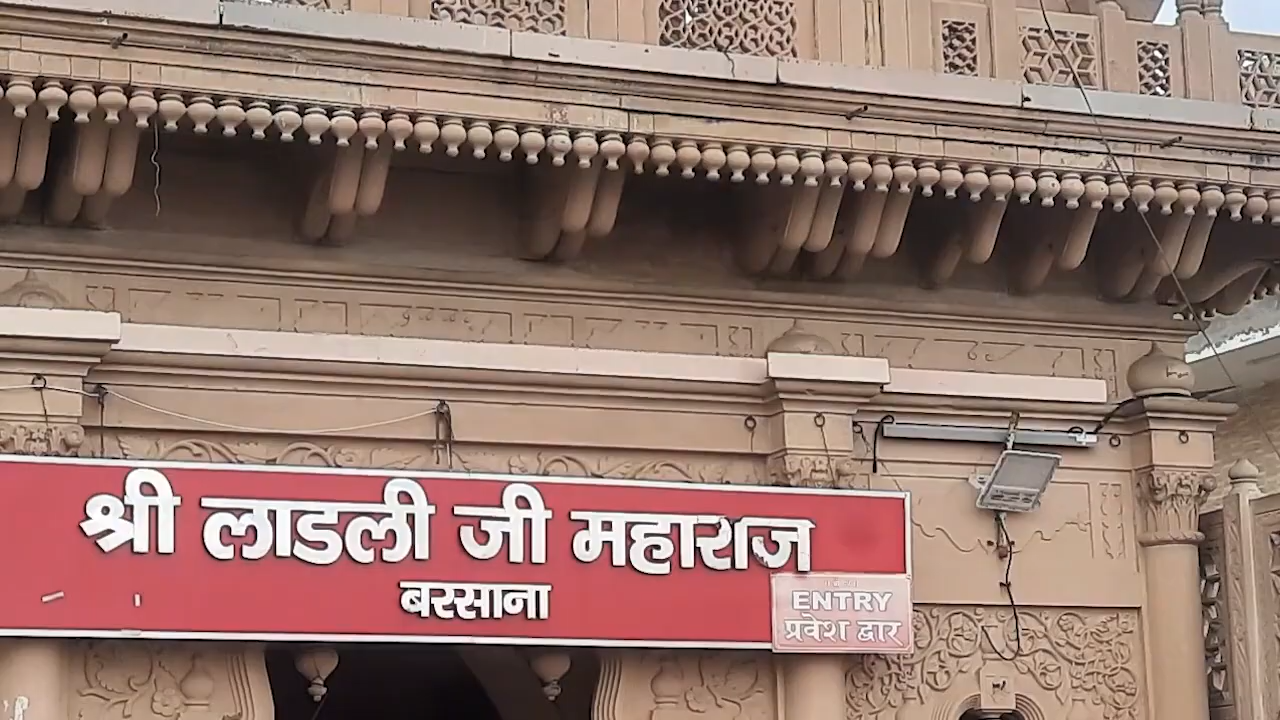 श्री लाडली जी महाराज
बरसाना
ENTRY
प्रवेश द्वार